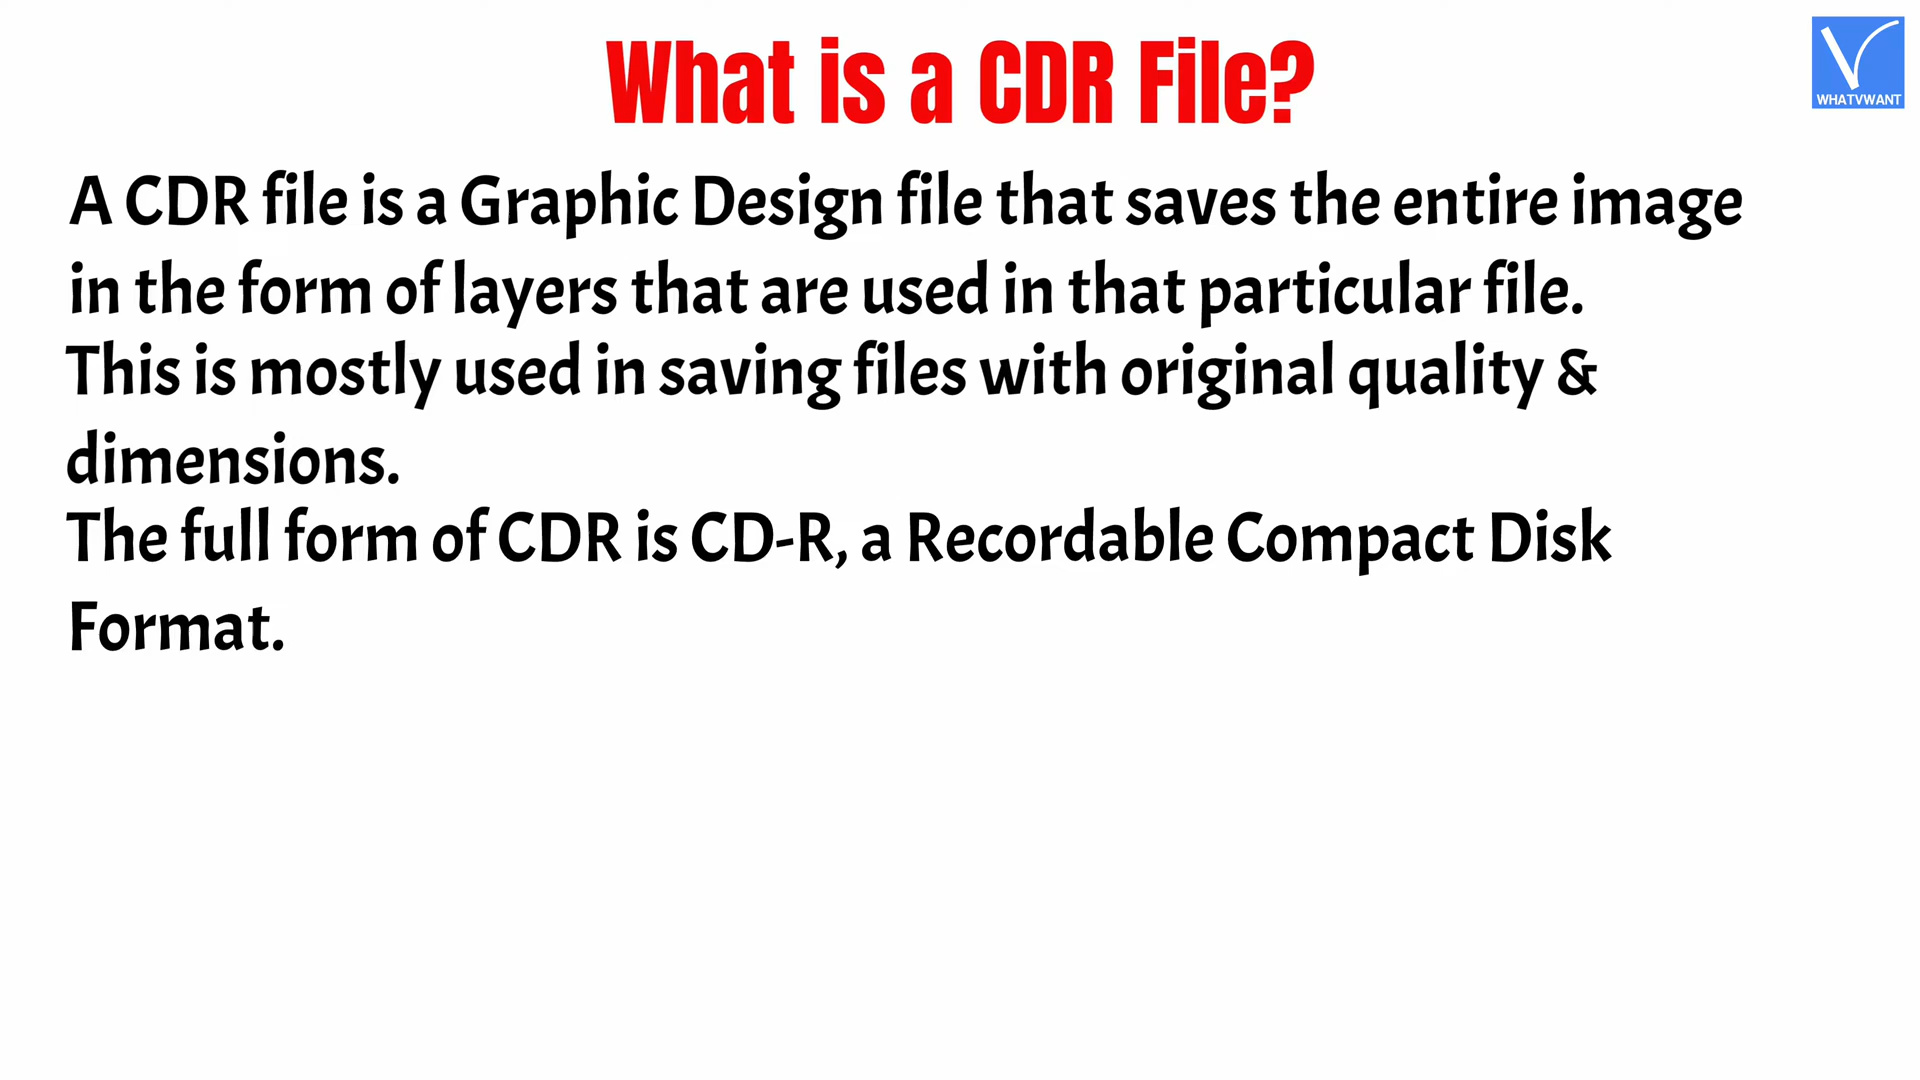 What is a CDR File?
WHATVWANT
A CDR file is a Graphic Design file that saves the entire image
in the form of layers that are used in that particular file.
This is mostly used in saving files with original quality &
dimensions.
The full form of CDR is CD-R, a Recordable Compact Disk
Format.